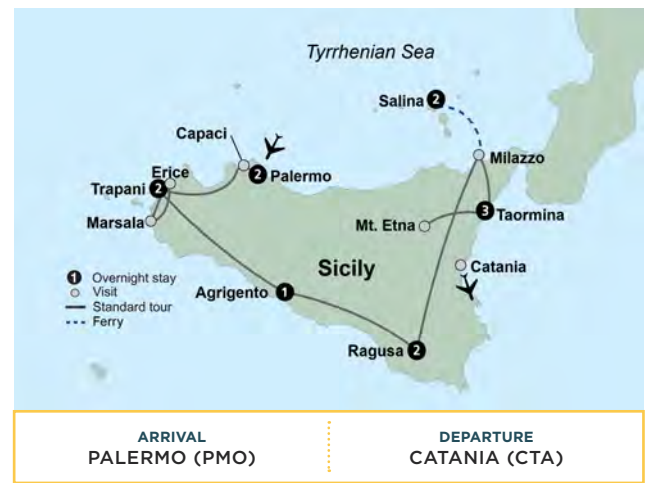 Tyrrhenian Sea
Salina 2
Capaci
Milazzo
Erice
2 Palermo
Trapani 2
3 Taormina
Marsala
Mt. Etna
Sicily
Catania
1 Overnight stay
Visit
Standard tour
Ferry
Agrigento 1
Ragusa 2
ARRIVAL
PALERMO (PMO)
DEPARTURE
CATANIA (CTA)